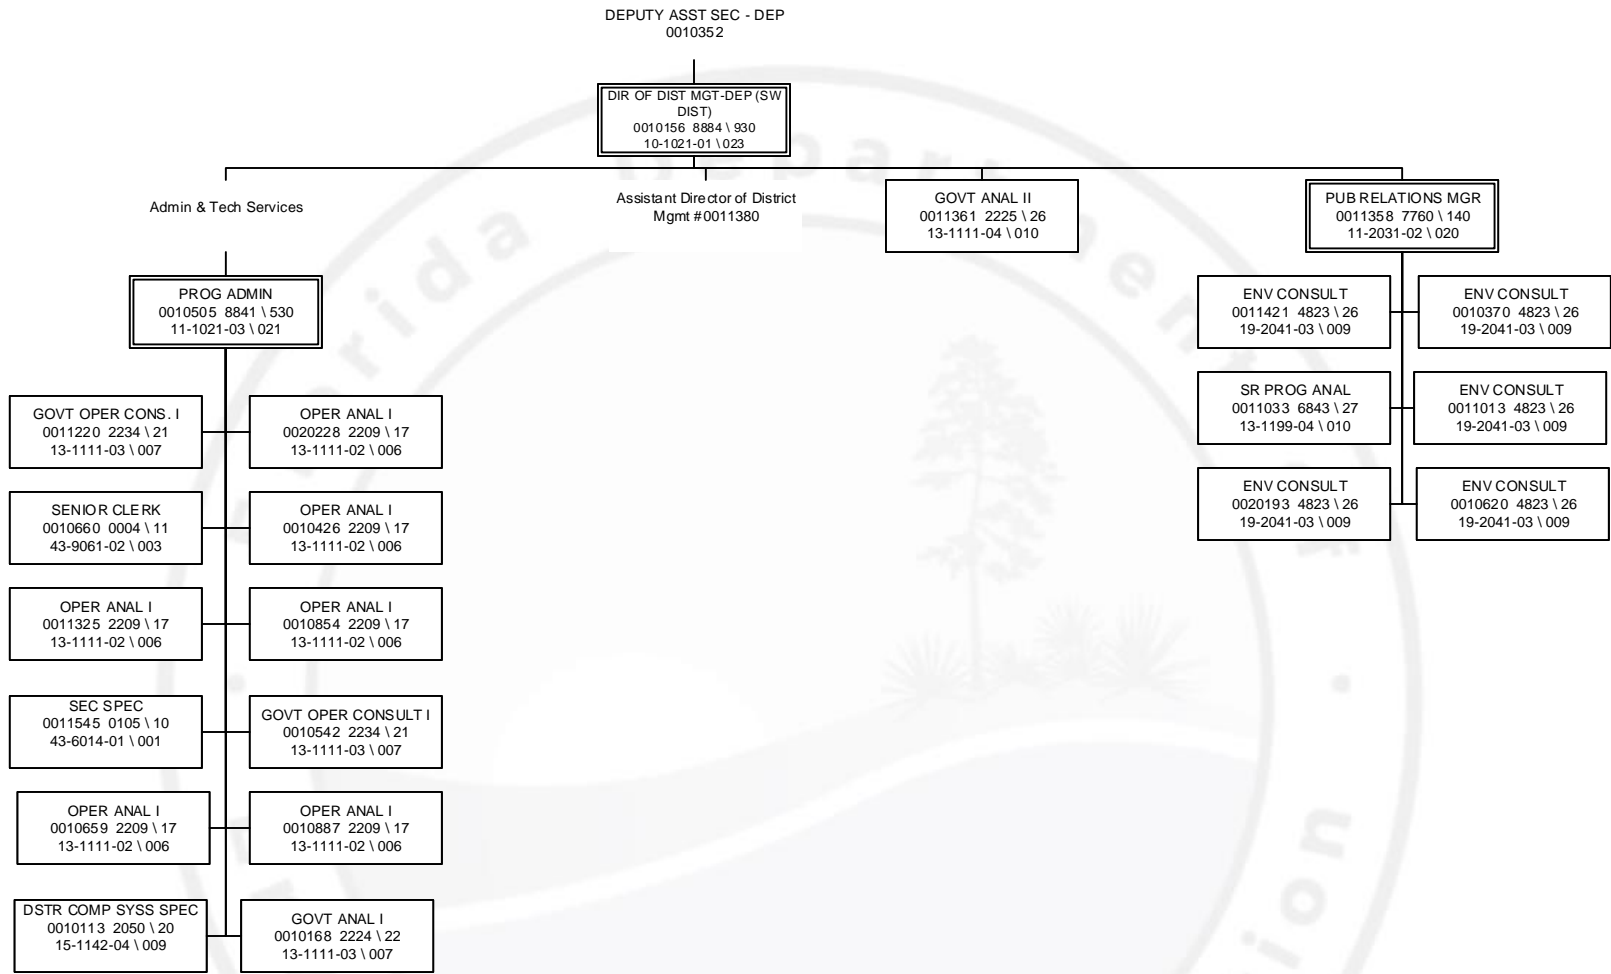 DEPUTY ASST SEC - DEP
0010352
DIR OF DIST MGT-DEP (SW
DIST)
0010156 8884 \ 930
10-1021-01 \ 023
Admin & Tech Services
Assistant Director of District
Mgmt #0011380
GOVT ANAL II
0011361 2225 \ 26
13-1111-04 \ 010
PUB RELATIONS MGR
0011358 7760 \ 140
11-2031-02 \ 020
PROG ADMIN
0010505 8841 \ 530
11-1021-03 \ 021
ENV CONSULT
0011421 4823 \ 26
19-2041-03 \ 009
ENV CONSULT
0010370 4823 \ 26
19-2041-03 \ 009
SR PROG ANAL
0011033 6843 \ 27
13-1199-04 \ 010
ENV CONSULT
0011013 4823 \ 26
19-2041-03 \ 009
ENV CONSULT
0020193 4823 \ 26
19-2041-03 \ 009
ENV CONSULT
0010620 4823 \ 26
19-2041-03 \ 009
GOVT OPER CONS. I
0011220 2234 \ 21
13-1111-03 \ 007
OPER ANAL I
0020228 2209 \ 17
13-1111-02 \ 006
SENIOR CLERK
0010660 0004 \ 11
43-9061-02 \ 003
OPER ANAL I
0010426 2209 \ 17
13-1111-02 \ 006
OPER ANAL I
0011325 2209 \ 17
13-1111-02 \ 006
OPER ANAL I
0010854 2209 \ 17
13-1111-02 \ 006
SEC SPEC
0011545 0105 \ 10
43-6014-01 \ 001
GOVT OPER CONSULT I
0010542 2234 \ 21
13-1111-03 \ 007
OPER ANAL I
0010659 2209 \ 17
13-1111-02 \ 006
OPER ANAL I
0010887 2209 \ 17
13-1111-02 \ 006
DSTR COMP SYSS SPEC
0010113 2050 \ 20
15-1142-04 \ 009
GOVT ANAL I
0010168 2224 \ 22
13-1111-03 \ 007